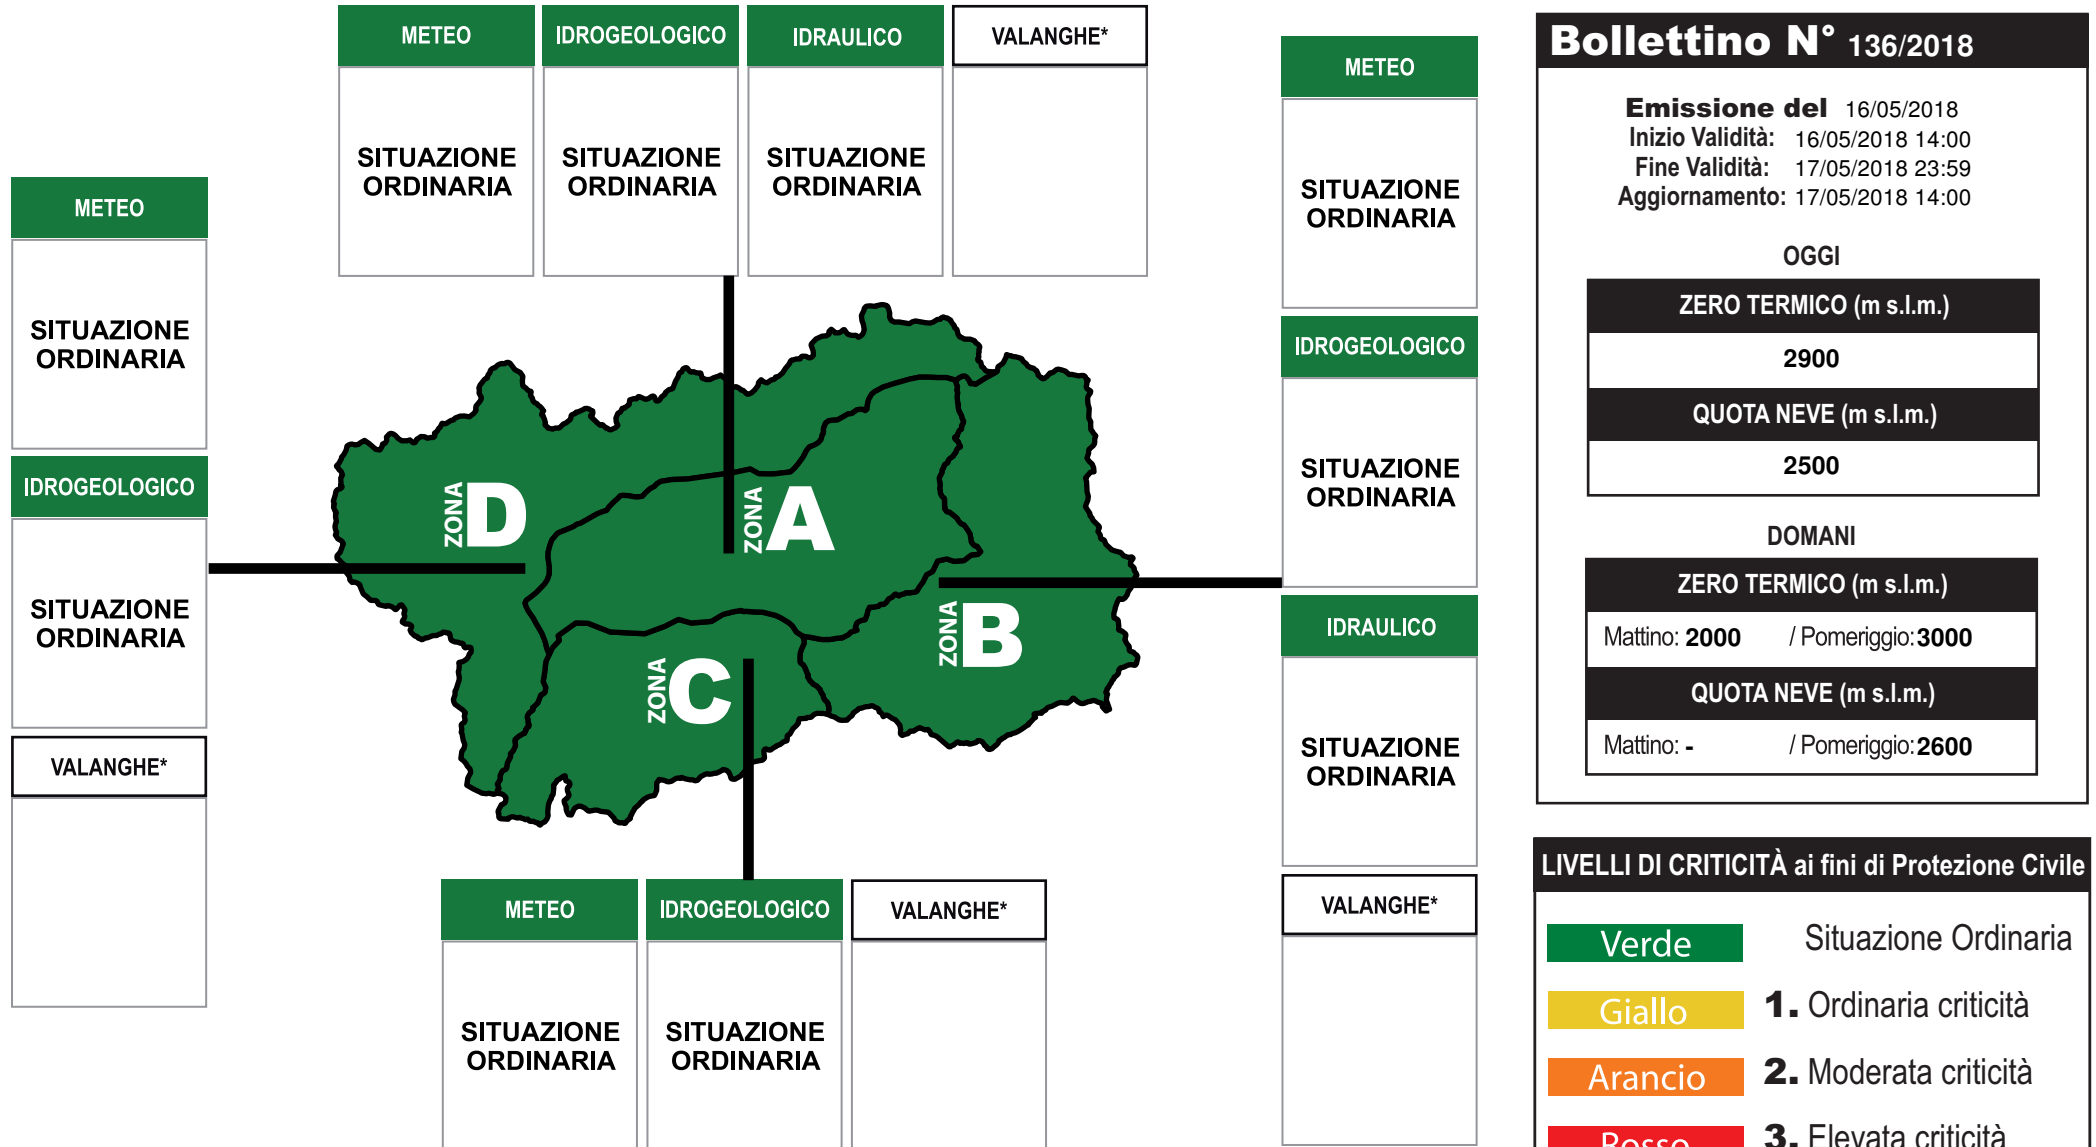 METEO
IDROGEOLOGICO
IDRAULICO
VALANGHE*
SITUAZIONE
ORDINARIA
SITUAZIONE
ORDINARIA
SITUAZIONE
ORDINARIA
METEO
SITUAZIONE
ORDINARIA
IDROGEOLOGICO
SITUAZIONE
ORDINARIA
VALANGHE*
ZONA D
ZONA A
ZONA B
ZONA C
METEO
SITUAZIONE
ORDINARIA
IDROGEOLOGICO
SITUAZIONE
ORDINARIA
IDRAULICO
SITUAZIONE
ORDINARIA
VALANGHE*
METEO
IDROGEOLOGICO
VALANGHE*
SITUAZIONE
ORDINARIA
SITUAZIONE
ORDINARIA
Bollettino N° 136/2018
Emissione del 16/05/2018
Inizio Validità: 16/05/2018 14:00
Fine Validità: 17/05/2018 23:59
Aggiornamento: 17/05/2018 14:00
OGGI
ZERO TERMICO (m s.l.m.)
2900
QUOTA NEVE (m s.l.m.)
2500
DOMANI
ZERO TERMICO (m s.l.m.)
Mattino: 2000 / Pomeriggio: 3000
QUOTA NEVE (m s.l.m.)
Mattino: - / Pomeriggio: 2600
LIVELLI DI CRITICITÀ ai fini di Protezione Civile
Verde Situazione Ordinaria
Giallo 1. Ordinaria criticità
Arancio 2. Moderata criticità
Rosso 3. Elevata criticità